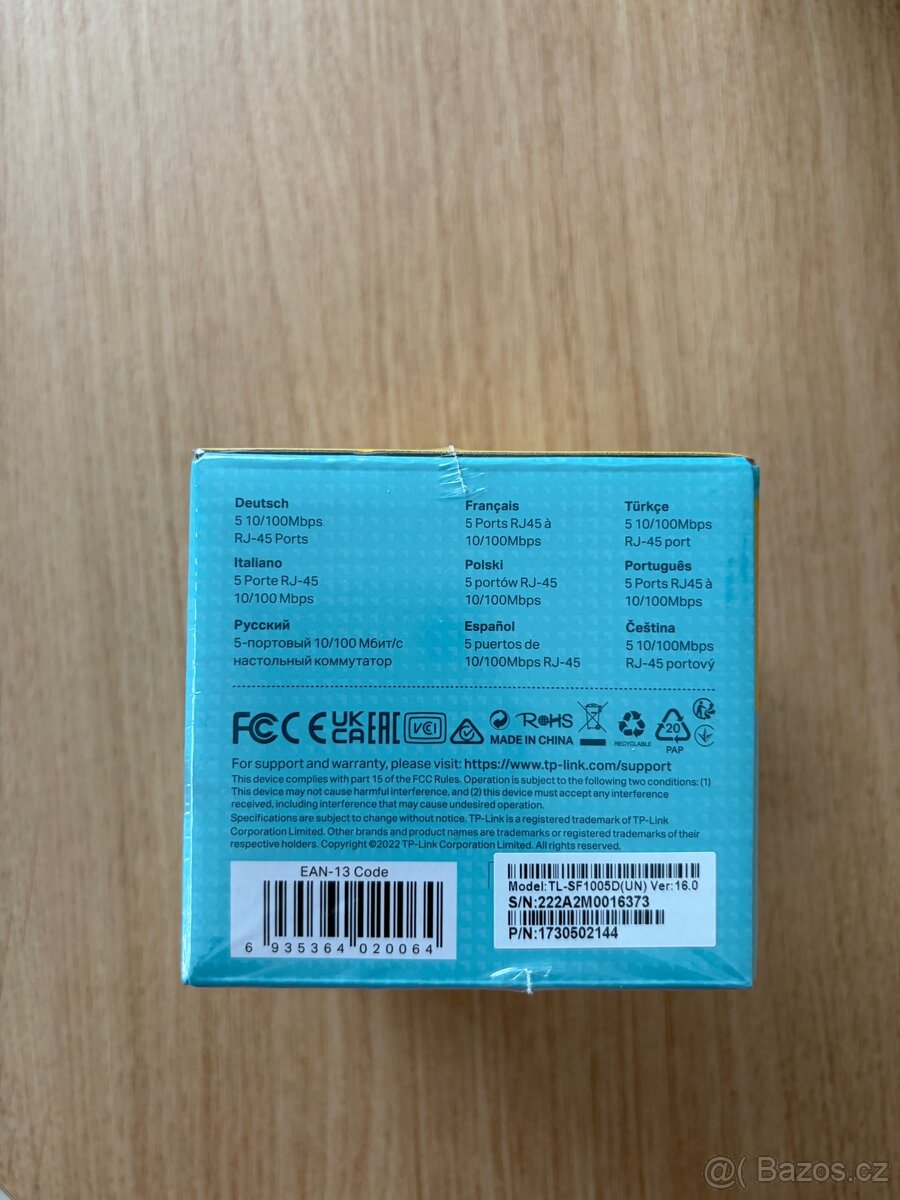 Deutsch
5 10/100Mbps
RJ-45 Ports
Français
5 Ports RJ45 à
10/100Mbps
Türkçe
5 10/100Mbps
RJ-45 port
Italiano
5 Porte RJ-45
10/100 Mbps
Polski
5 portów RJ-45
10/100Mbps
Português
5 Ports RJ45 à
10/100Mbps
Русский
5-портовый 10/100 Мбит/с
настольный коммутатор
Español
5 puertos de
10/100Mbps RJ-45
Čeština
5 10/100Mbps
RJ-45 portový
FC CE UKCA EAC VCCI RoHS
MADE IN CHINA
RECYCLABLE
20
PAP
For support and warranty, please visit: https://www.tp-link.com/support
This device complies with part 15 of the FCC Rules. Operation is subject to the following two conditions: (1)
This device may not cause harmful interference, and (2) this device must accept any interference
received, including interference that may cause undesired operation.
Specifications are subject to change without notice. TP-Link is a registered trademark of TP-Link
Corporation Limited. Other brands and product names are trademarks or registered trademarks of their
respective holders. Copyright ©2022 TP-Link Corporation Limited. All rights reserved.
EAN-13 Code
6 935364 020064
Model:TL-SF1005D(UN) Ver:16.0
S/N:222A2M0016373
P/N:1730502144
@( Bazos.cz